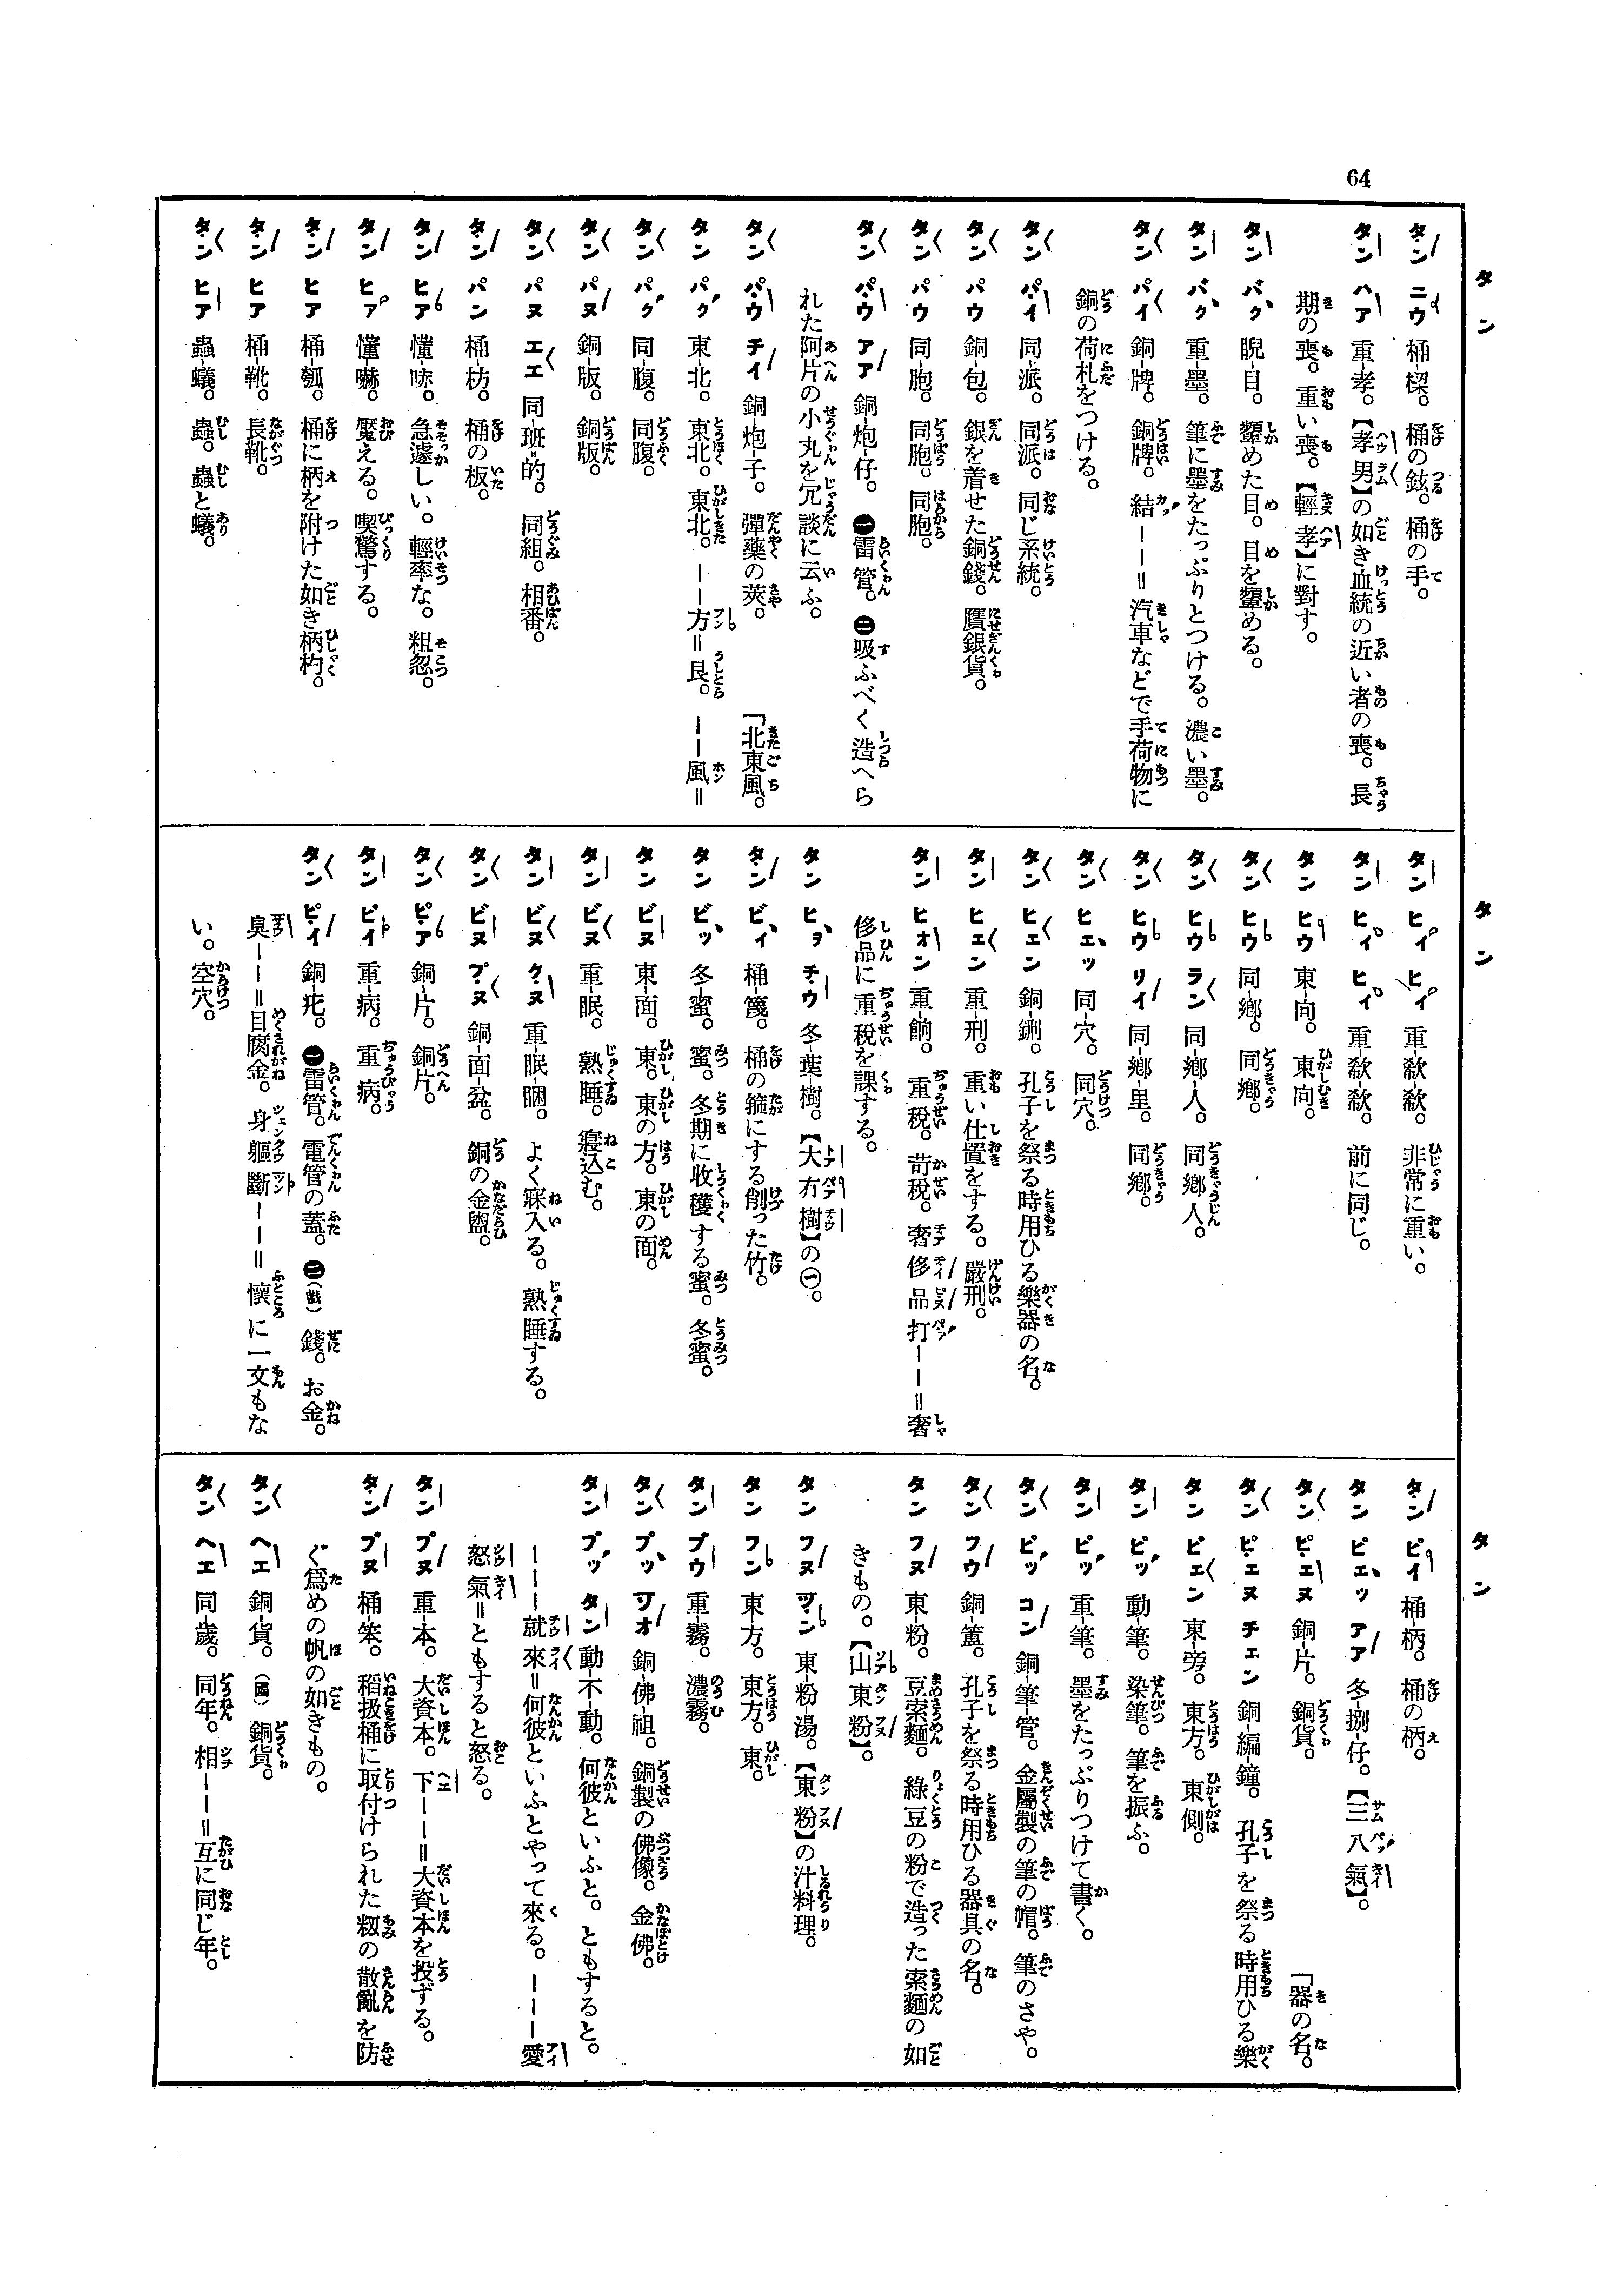 64
タン
タン ニウ 桶-檂。桶の鉉。桶の手。
タン ハア 重-孝。【孝男】の如き血統の近い者の喪。長
期の喪。重い喪。【輕孝】に對す。
タン バク 睨-目。顰めた目。目を顰める。
タン バク 重-墨。筆に墨をたっぷりとつける。濃い墨。
タン パイ 銅-牌。銅牌。結——=汽車などで手荷物に
銅の荷札をつける。
タン パイ 同-派。同派。同じ系統。
タン パウ 銅-包。銀を着せた銅錢。贋銀貨。
タン パウ 同-胞。同胞。同胞。
タン パウ アア 銅-炮-仔。㊀雷管。㊁吸ふべく造へら
れた阿片の小丸を冗談に云ふ。
タン パウ チイ 銅-炮-子。彈藥の莢。
「北東風。
タン パク 東-北。東北。東北。——方=艮。——風=
タン パク 同-腹。同腹。
タン パヌ 銅-版。銅版。
タン パヌ エエ 同-班-的。同組。相番。
タン パン 桶-枋。桶の板。
タン ヒア 慬-㖡。急遽しい。輕率な。粗忽。
タン ヒア 慬-嚇。魘える。喫驚する。
タン ヒア 桶-瓠。桶に柄を附けた如き柄杓。
タン ヒア 桶-靴。長靴。
タン ヒア 蟲-蟻。蟲。蟲と蟻。
タン
タン ヒイ ヒイ 重-欷-欷。非常に重い。
タン ヒイ ヒイ 重-欷-欷。前に同じ。
タン ヒウ 東-向。東向。
タン ヒウ 同-鄕。同鄕。
タン ヒウ ラン 同-鄕-人。同鄕人。
タン ヒウ リイ 同-鄕-里。同鄕。
タン ヒェッ 同-穴。同穴。
タン ヒェン 銅-鉶。孔子を祭る時用ひる樂器の名。
タン ヒェン 重-刑。重い仕置をする。嚴刑。
タン ヒォン 重-餉。重稅。苛稅。奢侈品打——=奢
侈品に重稅を課する。
タン ヒョ チウ 冬-葉-樹。【大冇樹】の㊀。
タン ビイ 桶-篾。桶の箍にする削った竹。
タン ビッ 冬-蜜。蜜。冬期に收穫する蜜。冬蜜。
タン ビヌ 東-面。東。東の方。東の面。
タン ビヌ 重-眠。熟睡。寢込む。
タン ビヌ クヌ 重-眠-睏。よく寐入る。熟睡する。
タン ビヌ プヌ 銅-面-盆。銅の金盥。
タン ピア 銅-片。銅片。
タン ピイ 重-病。重病。
タン ピイ 銅-疕。㊀雷管。電管の蓋。㊁(戲)錢。お金。
臭——=目腐金。身軀斷——=懷に一文もな
い。空穴。
タン
タン ピイ 桶-柄。桶の柄。
タン ピェッ アア 冬-捌-仔。【三八氣】。
タン ピェヌ 銅-片。銅貨。
「器の名。
タン ピェヌ チェン 銅-編-鐘。孔子を祭る時用ひる樂
タン ピェン 東-旁。東方。東側。
タン ピッ 動-筆。染筆。筆を振ふ。
タン ピッ 重-筆。墨をたっぷりつけて書く。
タン ピッ コン 銅-筆-管。金屬製の筆の帽。筆のさや。
タン フウ 銅-簠。孔子を祭る時用ひる器具の名。
タン フヌ 東-粉。豆索麵。綠豆の粉で造った索麵の如
きもの。【山東粉】。
タン フヌ ツン 東-粉-湯。【東粉】の汁料理。
タン フン 東-方。東方。東。
タン ブウ 重-霧。濃霧。
タン プッ ヲオ 銅-佛-祖。銅製の佛像。金佛。
タン プッ タン 動-不-動。何彼といふと。ともすると。
———就來=何彼といふとやって來る。———愛
怒氣=ともすると怒る。
タン プヌ 重-本。大資本。下——=大資本を投ずる。
タン プヌ 桶-笨。稻扱桶に取付けられた籾の散亂を防
ぐ爲めの帆の如きもの。
タン ヘエ 銅-貨。(國)銅貨。
タン ヘエ 同-歲。同年。相——=互に同じ年。